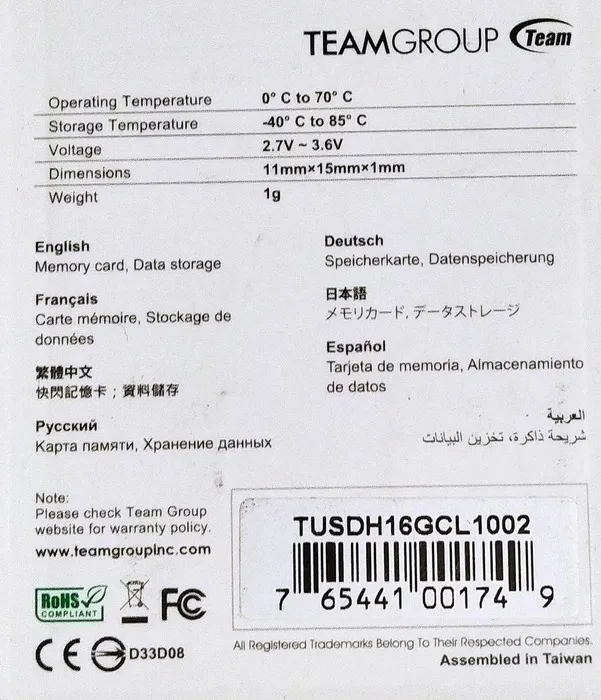 TEAMGROUP Team
Operating Temperature 0° C to 70° C
Storage Temperature -40° C to 85° C
Voltage 2.7V ~ 3.6V
Dimensions 11mm×15mm×1mm
Weight 1g
English
Memory card, Data storage
Français
Carte mémoire, Stockage de
données
繁體中文
快閃記憶卡；資料儲存
Русский
Карта памяти, Хранение данных
Deutsch
Speicherkarte, Datenspeicherung
日本語
メモリカード, データストレージ
Español
Tarjeta de memoria, Almacenamiento
de datos
العربية
شريحة ذاكرة، تخزين البيانات
Note:
Please check Team Group
website for warranty policy.
www.teamgroupinc.com
RoHS
COMPLIANT
FC
CE D33D08
TUSDH16GCL1002
7 65441 00174 9
All Registered Trademarks Belong To Their Respected Companies.
Assembled in Taiwan